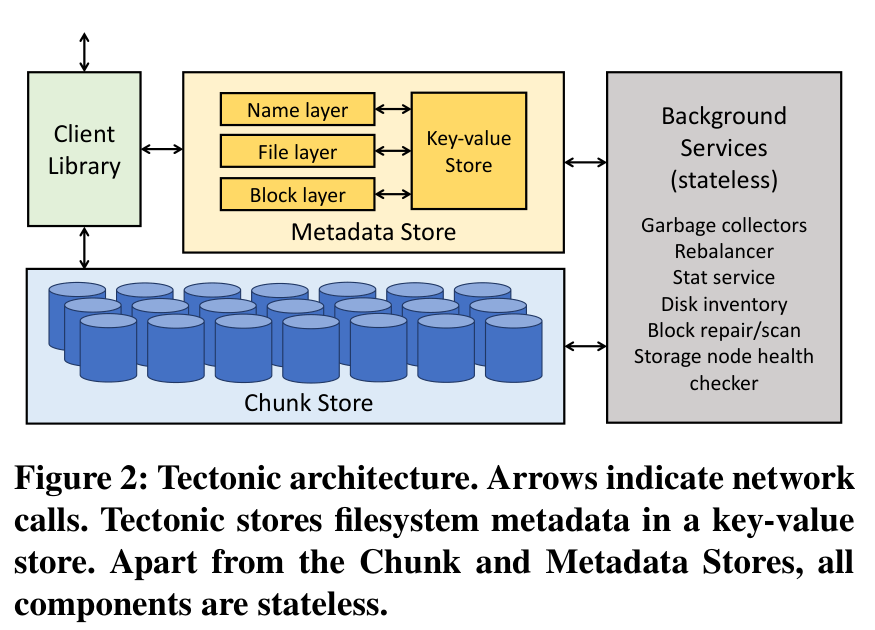 Client
Library
Name layer
File layer
Block layer
Key-value
Store
Metadata Store
Chunk Store
Background
Services
(stateless)
Garbage collectors
Rebalancer
Stat service
Disk inventory
Block repair/scan
Storage node health
checker
Figure 2: Tectonic architecture. Arrows indicate network
calls. Tectonic stores filesystem metadata in a key-value
store. Apart from the Chunk and Metadata Stores, all
components are stateless.